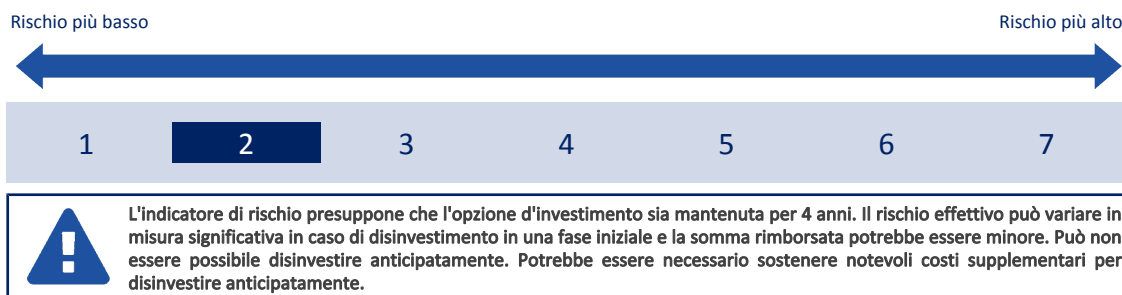 Rischio più basso Rischio più alto
1 2 3 4 5 6 7
L'indicatore di rischio presuppone che l'opzione d'investimento sia mantenuta per 4 anni. Il rischio effettivo può variare in
misura significativa in caso di disinvestimento in una fase iniziale e la somma rimborsata potrebbe essere minore. Può non
essere possibile disinvestire anticipatamente. Potrebbe essere necessario sostenere notevoli costi supplementari per
disinvestire anticipatamente.